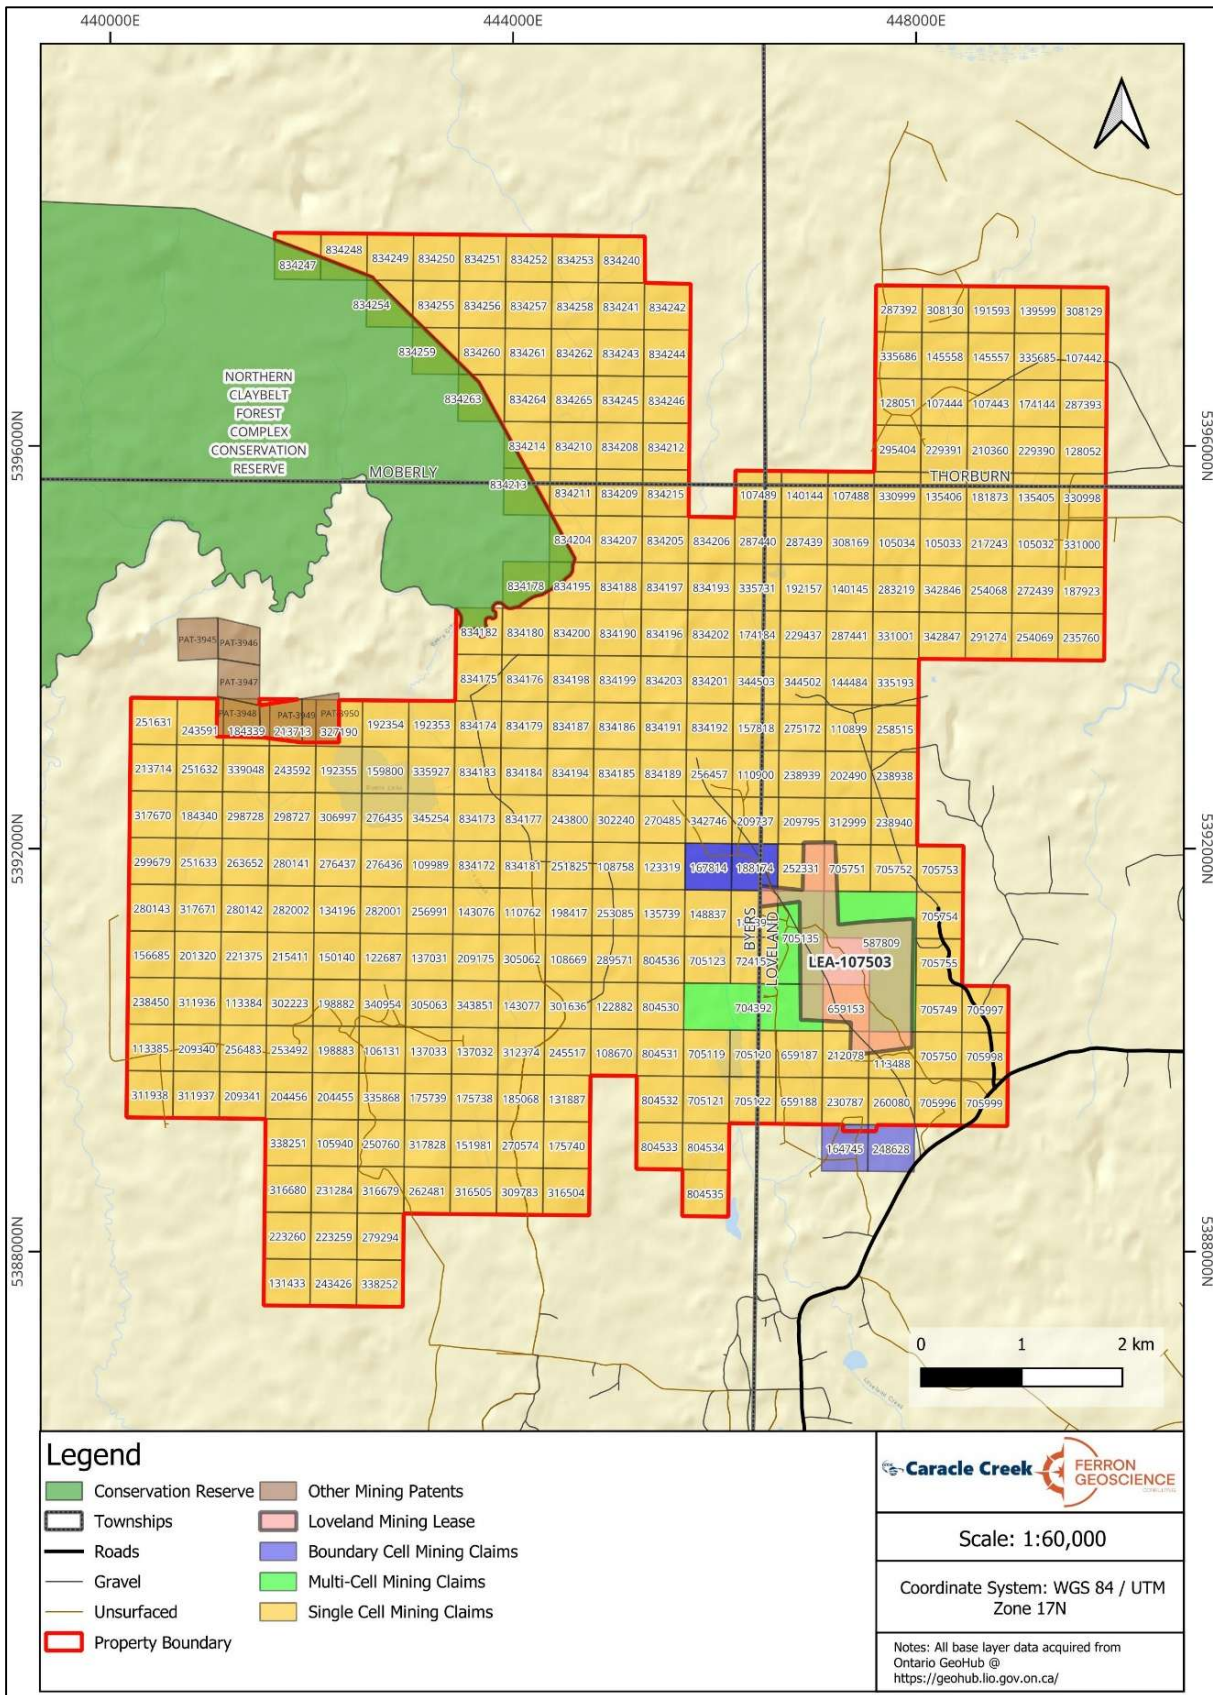 440000E 444000E 448000E
834248
834247 834249 834250 834251 834252 834253 834240
834254 834255 834256 834257 834258 834241 834242 287392 308130 191593 139599 308129
834259 834260 834261 834262 834243 834244 335686 145558 145557 335685 107442
NORTHERN
CLAYBELT
FOREST
COMPLEX
CONSERVATION
RESERVE
834263 834264 834265 834245 834246 128051 107444 107443 174144 287393
5396000N 834214 834210 834208 834212 295404 229391 210360 229390 128052 5396000N
MOBERLY THORBURN
834213 834211 834209 834215 107489 140144 107488 330999 135406 181873 135405 330998
834204 834207 834205 834206 287440 287439 308169 105034 105033 217243 105032 331000
834178 834195 834188 834197 834193 335731 192157 140145 283219 342846 254068 272439 187923
PAT-3945 PAT-3946 834182 834180 834200 834190 834196 834202 174184 229437 287441 331001 342847 291274 254069 235760
PAT-3947 834175 834176 834198 834199 834203 834201 344503 344502 144484 335193
PAT-3948 PAT-3949 PAT-3950
251631 243591 184339 213713 327190 192354 192353 834174 834179 834187 834186 834191 834192 157818 275172 110899 258515
213714 251632 339048 243592 192355 159800 335927 834183 834184 834194 834185 834189 256457 110900 238939 202490 238938
317670 184340 298728 298727 306997 276435 345254 834173 834177 243800 302240 270485 342746 209737 209795 312999 238940
5392000N 5392000N
299679 251633 263652 280141 276437 276436 109989 834172 834181 251825 108758 123319 167814 188174 252331 705751 705752 705753
280143 317671 280142 282002 134196 282001 256991 143076 110762 198417 253085 135739 148837 705754
BYERS LOVELAND
705135 587809
156685 201320 221375 215411 150140 122687 137031 209175 305062 108669 289571 804536 705123 LEA-107503 705755
238450 311936 113384 302223 198882 340954 305063 343851 143077 301636 122882 804530 704392 659153 705749 705997
113385 209340 256483 253492 198883 106131 137033 137032 312374 245517 108670 804531 705119 705120 659187 212078 113488 705750 705998
311938 311937 209341 204456 204455 335868 175739 175738 185068 131887 804532 705121 705122 659188 230787 260080 705996 705999
338251 105940 250760 317828 151981 270574 175740 804533 804534 164745 248628
316680 231284 316679 262481 316505 309783 316504 804535
223260 223259 279294
5388000N 5388000N
131433 243426 338252
0 1 2 km
Legend
Conservation Reserve
Townships
Roads
Gravel
Unsurfaced
Property Boundary
Other Mining Patents
Loveland Mining Lease
Boundary Cell Mining Claims
Multi-Cell Mining Claims
Single Cell Mining Claims
Caracle Creek
FERRON
GEOSCIENCE
Scale: 1:60,000
Coordinate System: WGS 84 / UTM
Zone 17N
Notes: All base layer data acquired from
Ontario GeoHub @
https://geohub.lio.gov.on.ca/